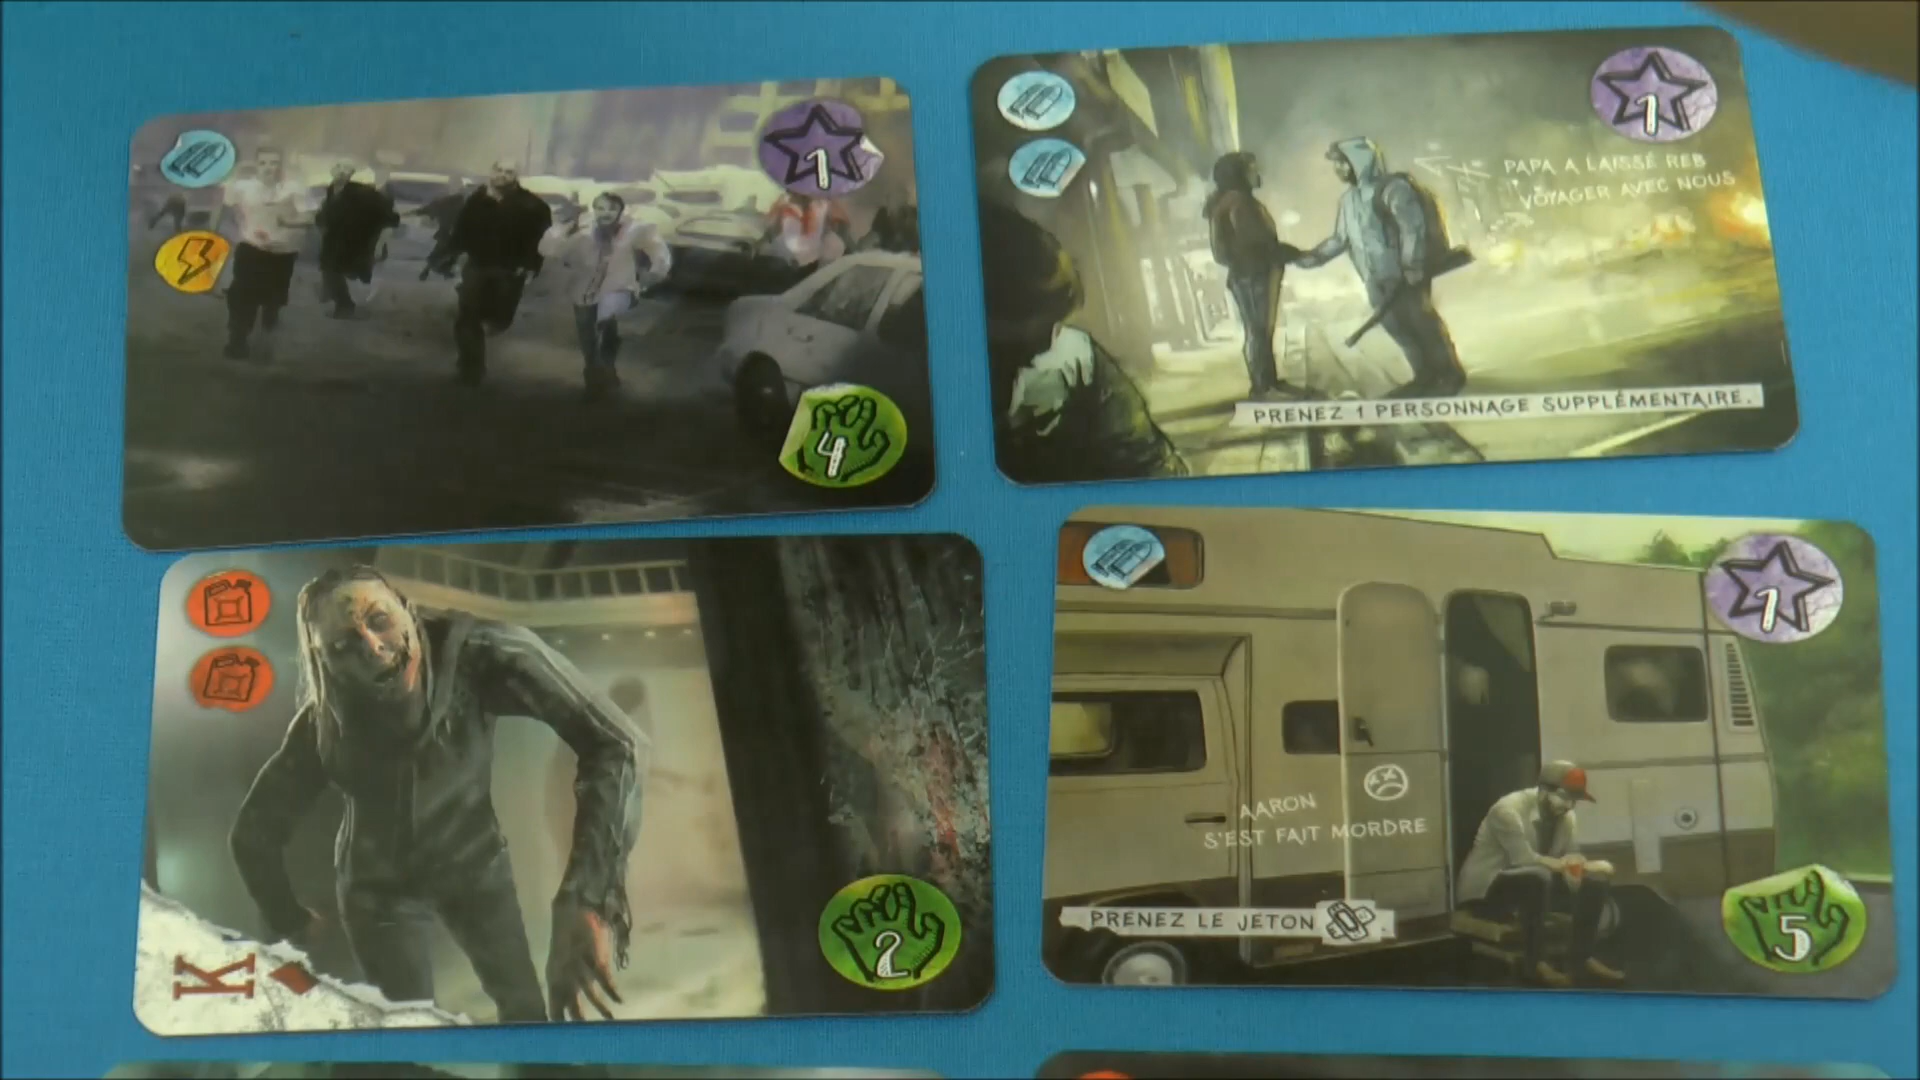 1
4
1
PAPA A LAISSÉ REB
VOYAGER AVEC NOUS
PRENEZ 1 PERSONNAGE SUPPLÉMENTAIRE.
K
2
1
AARON
S'EST FAIT MORDRE
PRENEZ LE JETON .
5